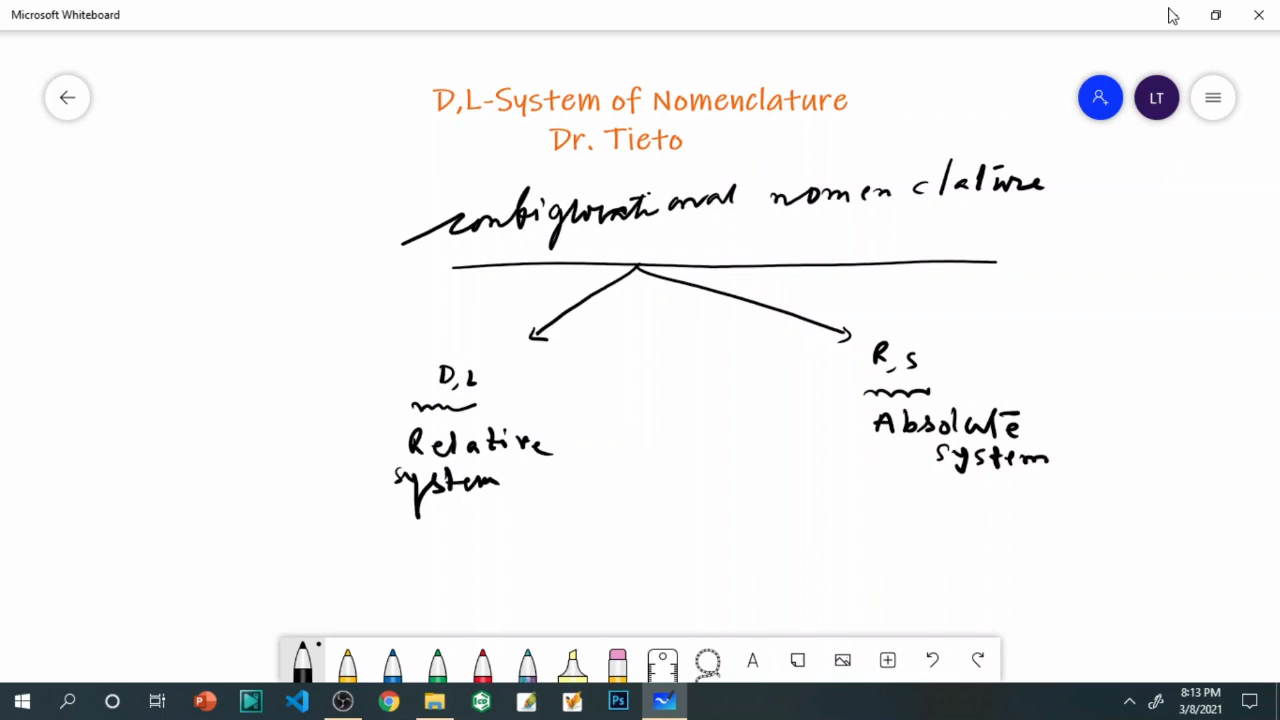 Microsoft Whiteboard
D,L-System of Nomenclature
Dr. Tieto
LT
configurational nomenclature
D,L
R,S
Relative
system
Absolute
system
A
Ps
8:13 PM
3/8/2021